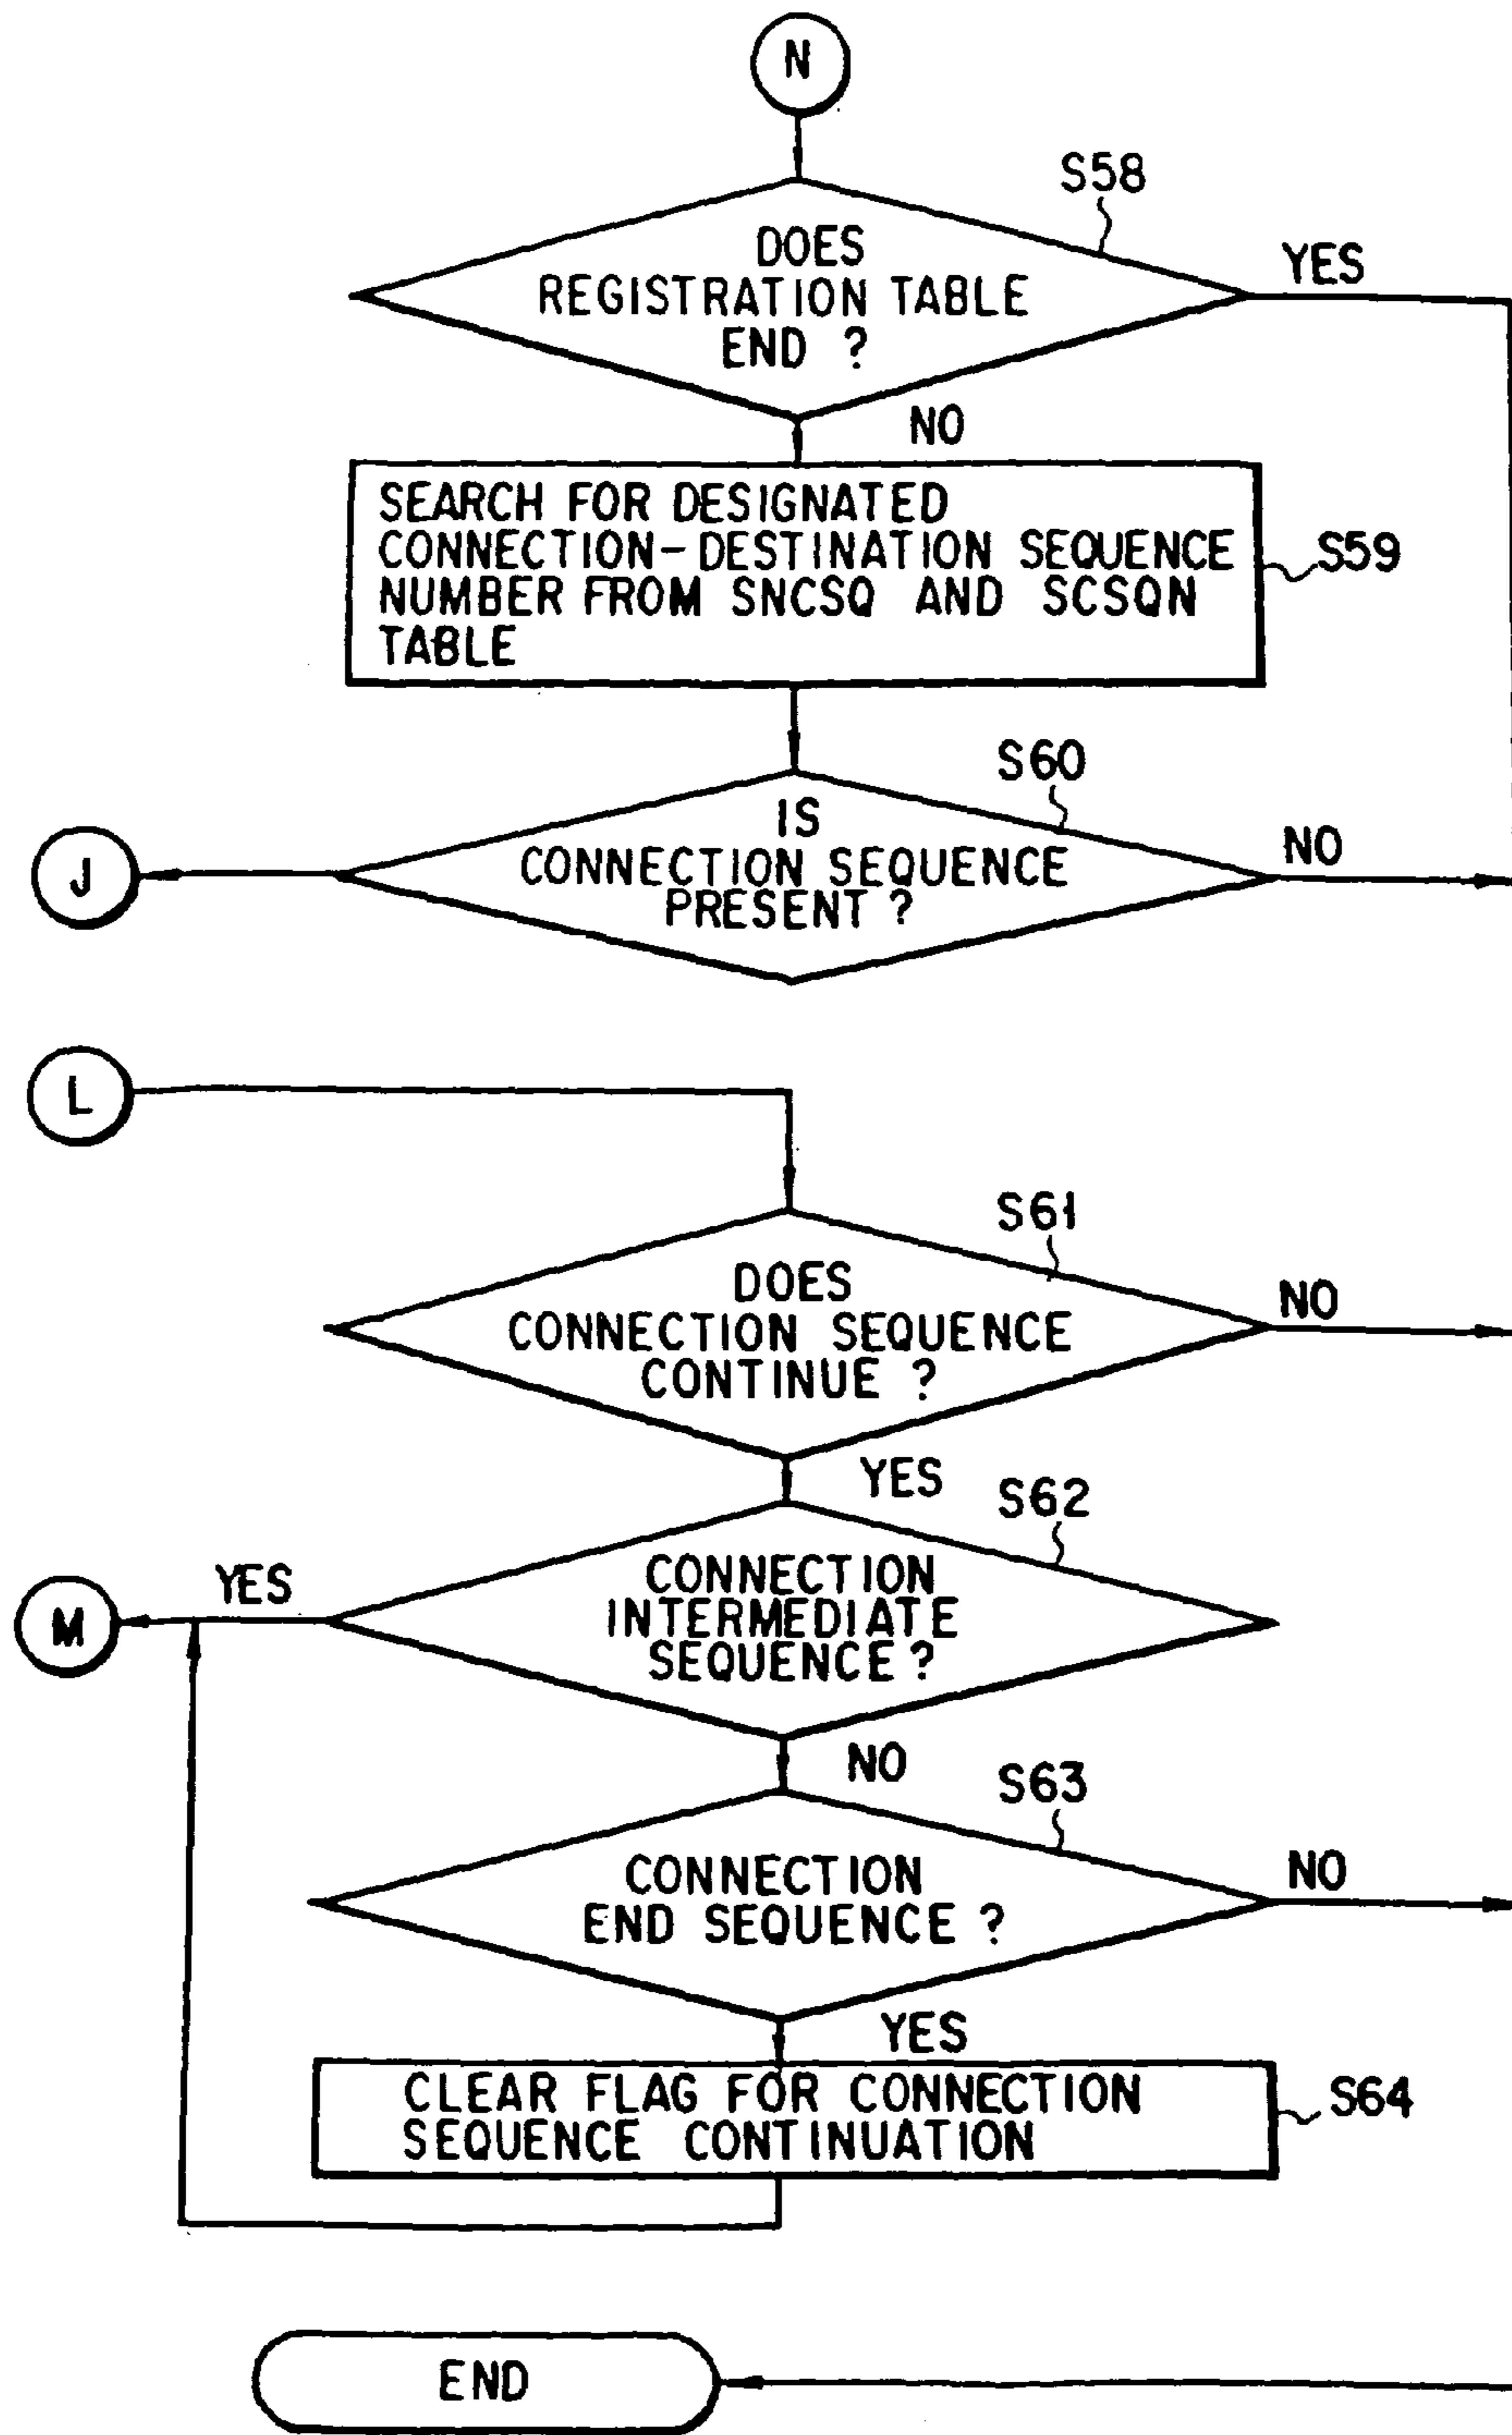 N
S58
DOES
REGISTRATION TABLE
END ?
YES
NO
SEARCH FOR DESIGNATED
CONNECTION-DESTINATION SEQUENCE
NUMBER FROM SNCSQ AND SCSQN
TABLE
S59
S60
IS
CONNECTION SEQUENCE
PRESENT ?
NO
J
L
S61
DOES
CONNECTION SEQUENCE
CONTINUE ?
NO
YES
S62
CONNECTION
INTERMEDIATE
SEQUENCE ?
YES
M
NO
S63
CONNECTION
END SEQUENCE ?
NO
YES
CLEAR FLAG FOR CONNECTION
SEQUENCE CONTINUATION
S64
END